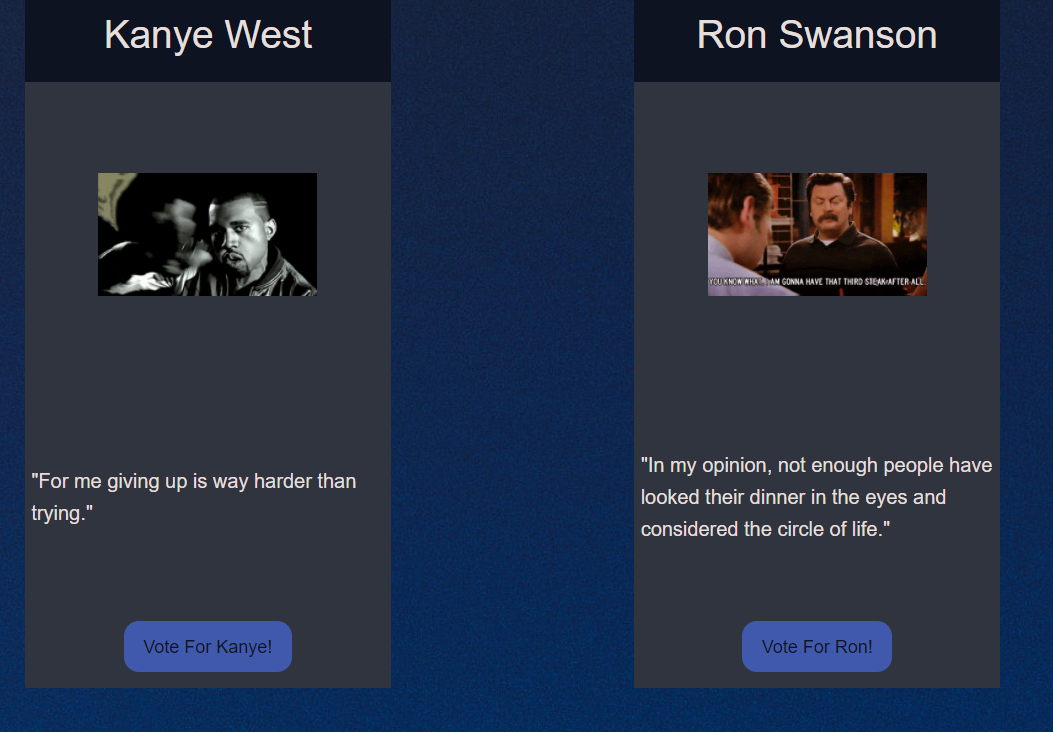 Kanye West
"For me giving up is way harder than
trying."
Vote For Kanye!
Ron Swanson
YOU KNOW WHAT, I AM GONNA HAVE THAT THIRD STEAK AFTER ALL.
"In my opinion, not enough people have
looked their dinner in the eyes and
considered the circle of life."
Vote For Ron!